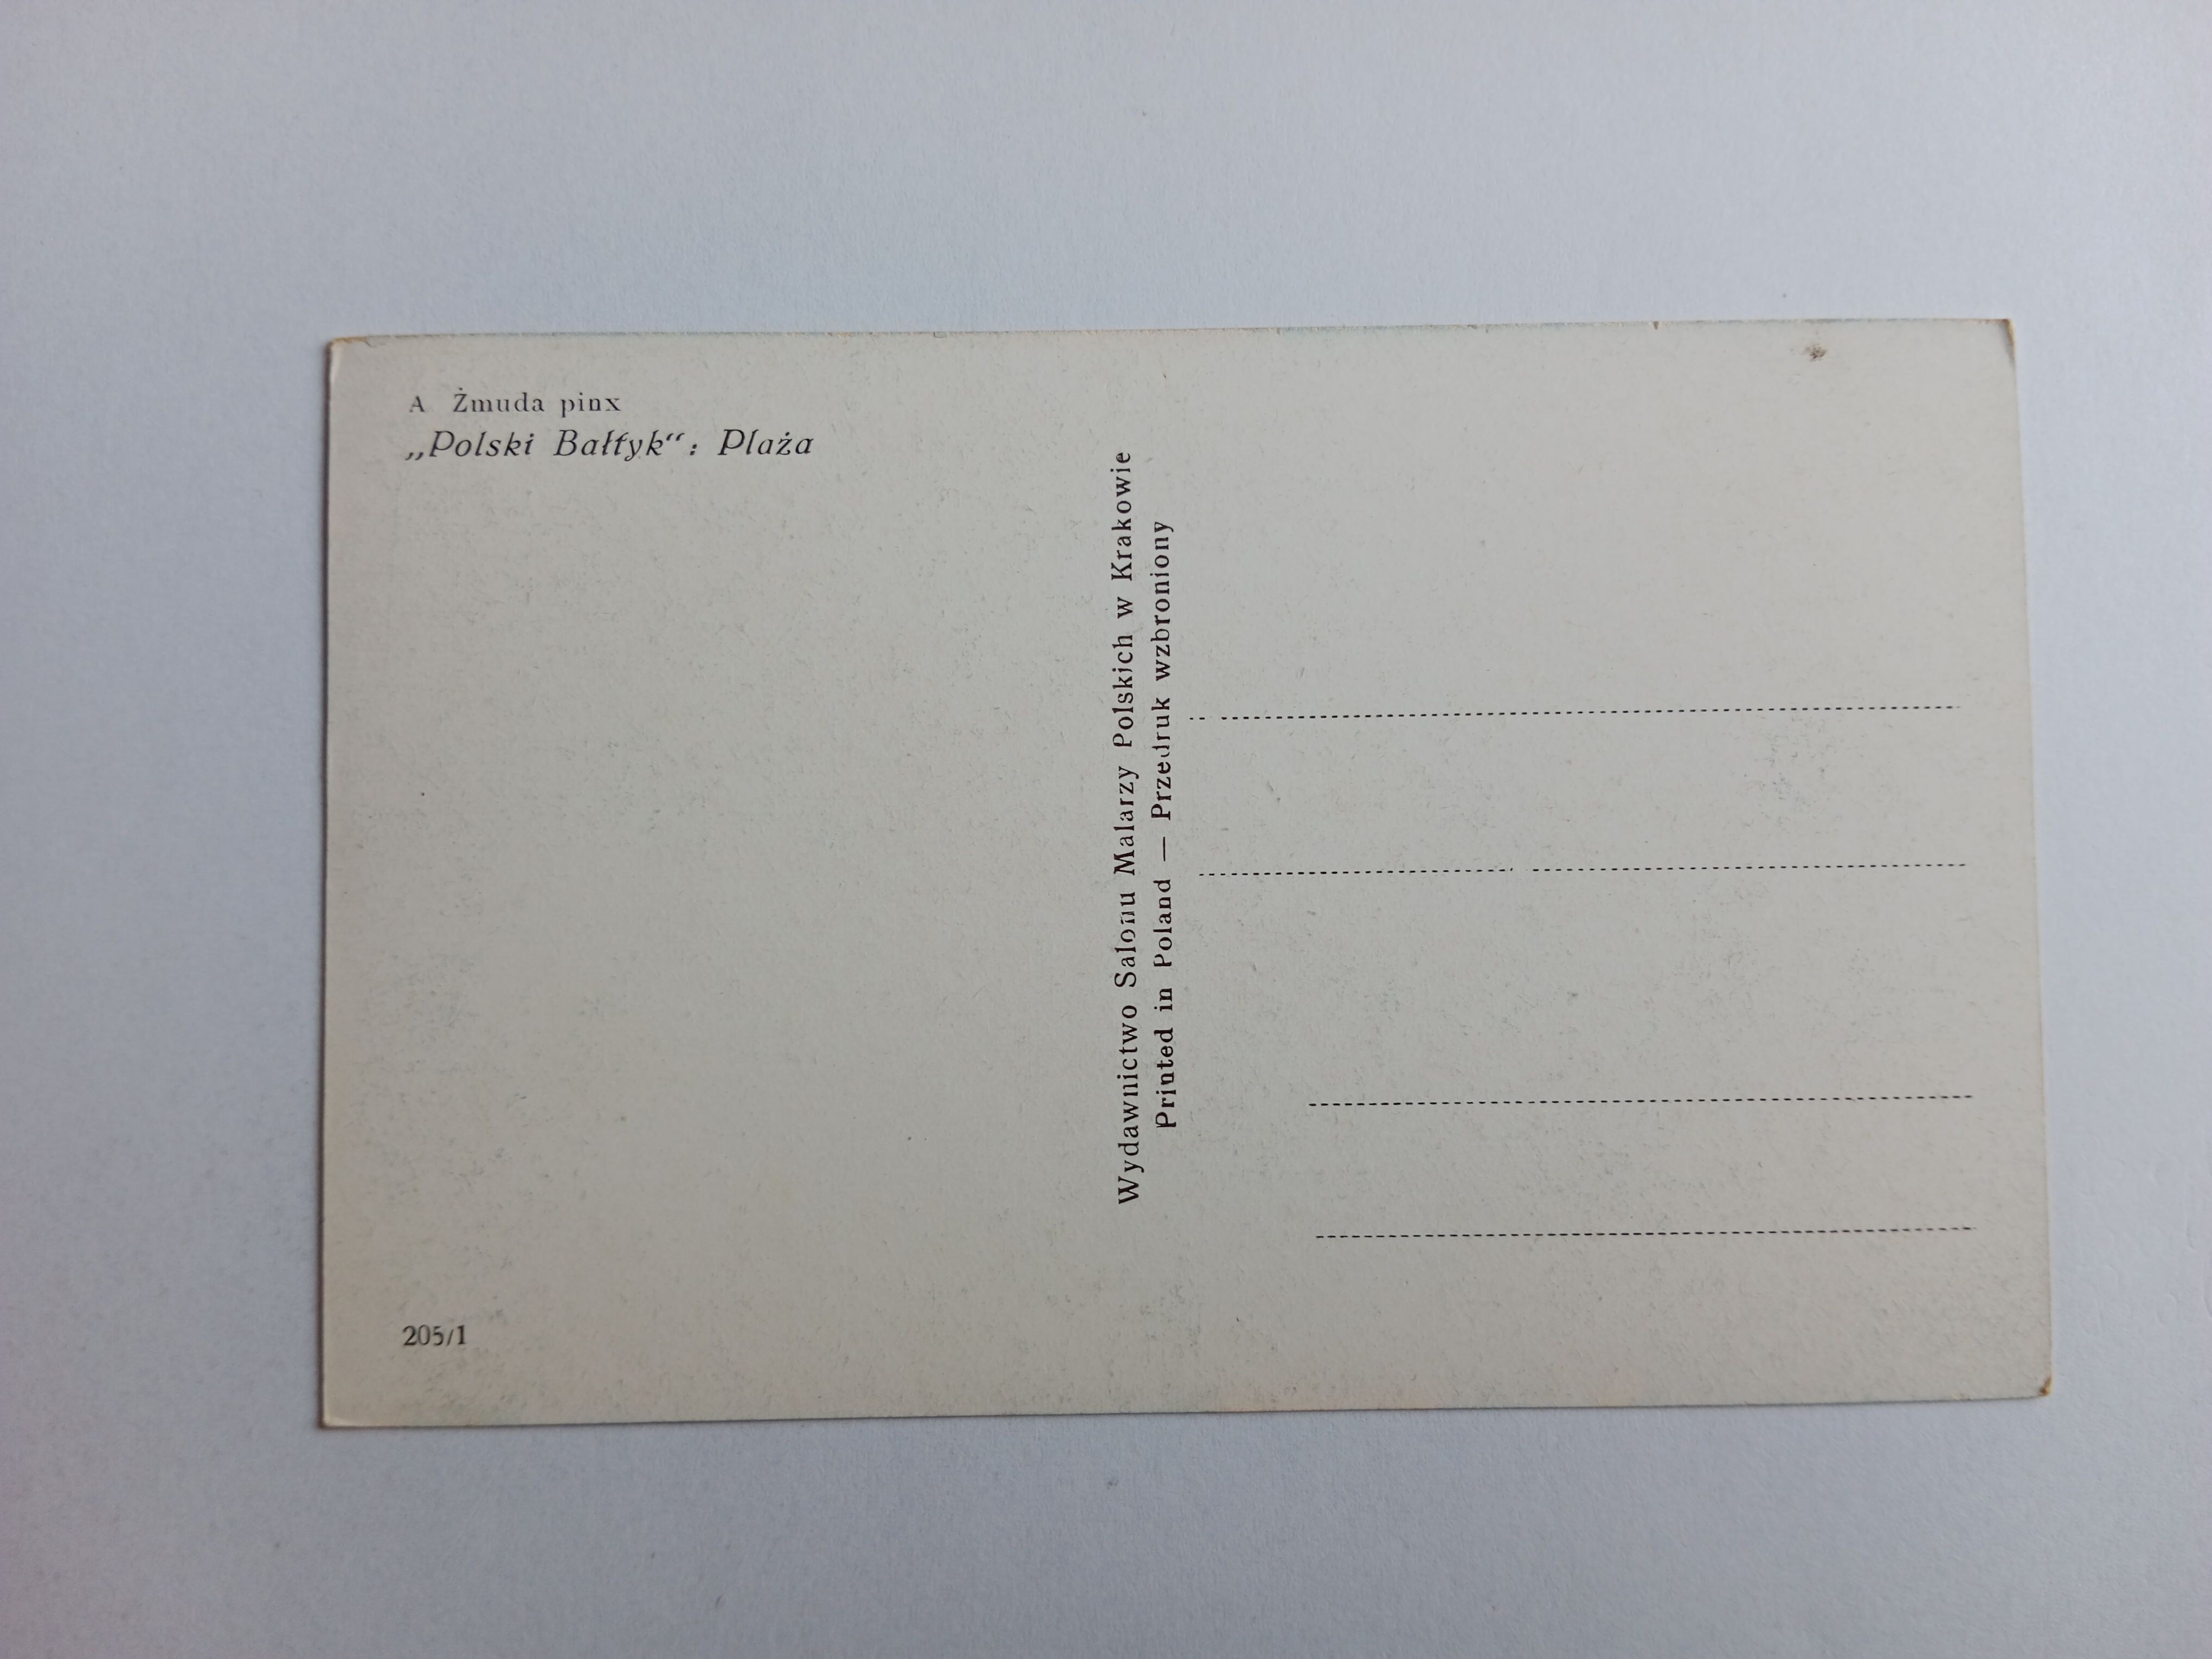 A Żmuda pinx
„Polski Bałtyk“: Plaża
Wydawnictwo Salonu Malarzy Polskich w Krakowie
Printed in Poland — Przedruk wzbroniony
205/1